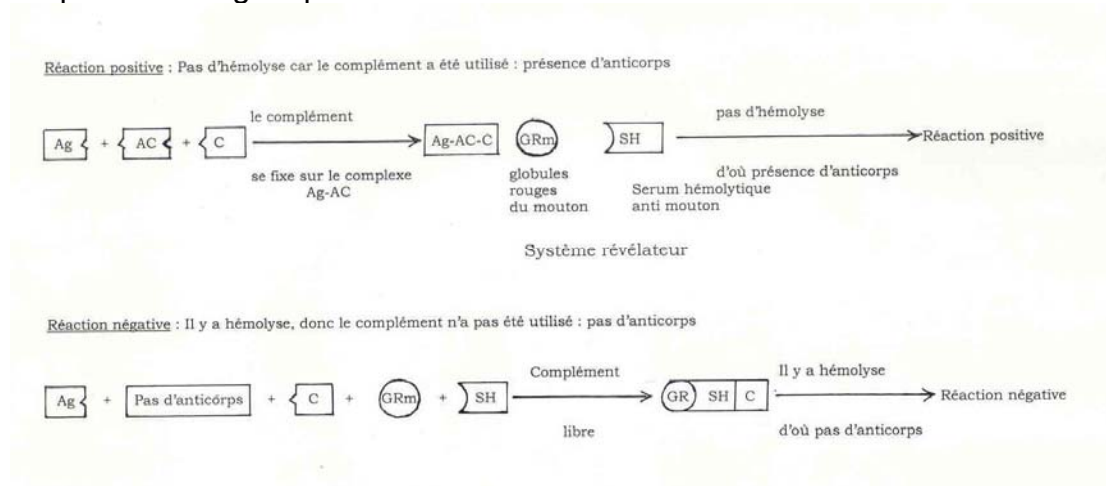 Réaction positive : Pas d'hémolyse car le complément a été utilisé : présence d'anticorps
le complément
pas d'hémolyse
Ag + AC + C Ag-AC-C GRm SH Réaction positive
se fixe sur le complexe
Ag-AC
globules
rouges
du mouton
Serum hémolytique
anti mouton
d'où présence d'anticorps
Système révélateur
Réaction négative : Il y a hémolyse, donc le complément n'a pas été utilisé : pas d'anticorps
Complément
Il y a hémolyse
Ag + Pas d'anticorps + C + GRm + SH GR SH C Réaction négative
libre
d'où pas d'anticorps